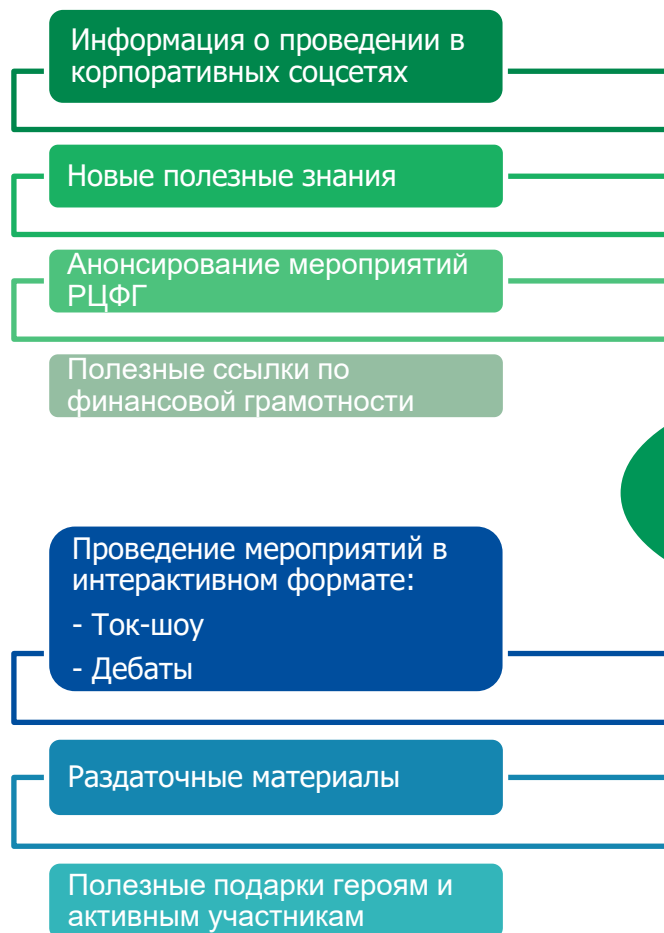 Информация о проведении в
корпоративных соцсетях
Новые полезные знания
Анонсирование мероприятий
РЦФГ
Полезные ссылки по
финансовой грамотности
Проведение мероприятий в
интерактивном формате:
- Ток-шоу
- Дебаты
Раздаточные материалы
Полезные подарки героям и
активным участникам